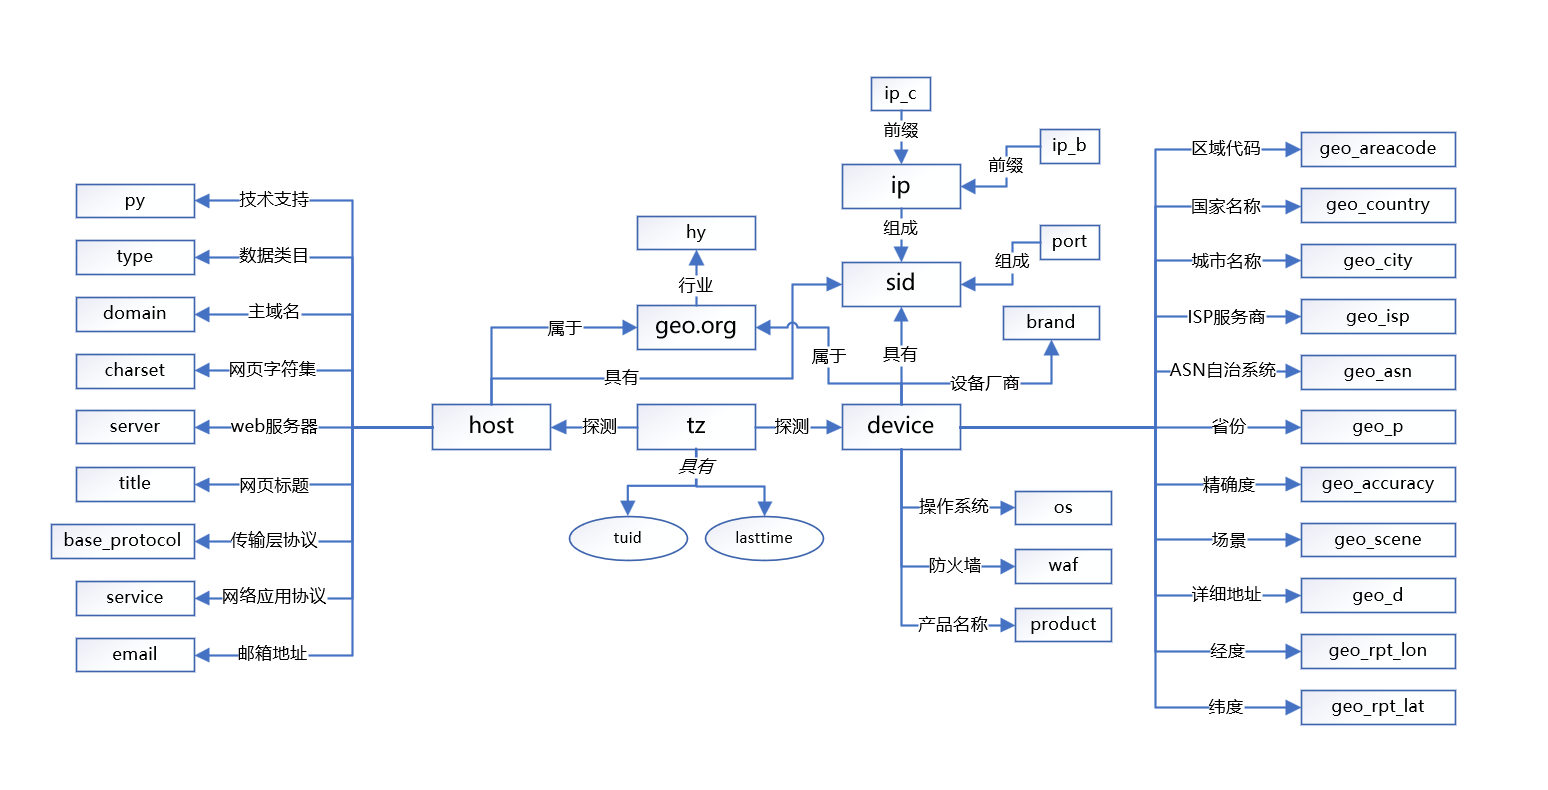 ip_c
前缀
ip_b
前缀
ip
组成
port
组成
sid
hy
行业
geo.org
属于
具有
属于
具有
brand
设备厂商
host
探测
tz
探测
device
具有
tuid
lasttime
py
技术支持
type
数据类目
domain
主域名
charset
网页字符集
server
web服务器
title
网页标题
base_protocol
传输层协议
service
网络应用协议
email
邮箱地址
操作系统
os
防火墙
waf
产品名称
product
区域代码
geo_areacode
国家名称
geo_country
城市名称
geo_city
ISP服务商
geo_isp
ASN自治系统
geo_asn
省份
geo_p
精确度
geo_accuracy
场景
geo_scene
详细地址
geo_d
经度
geo_rpt_lon
纬度
geo_rpt_lat